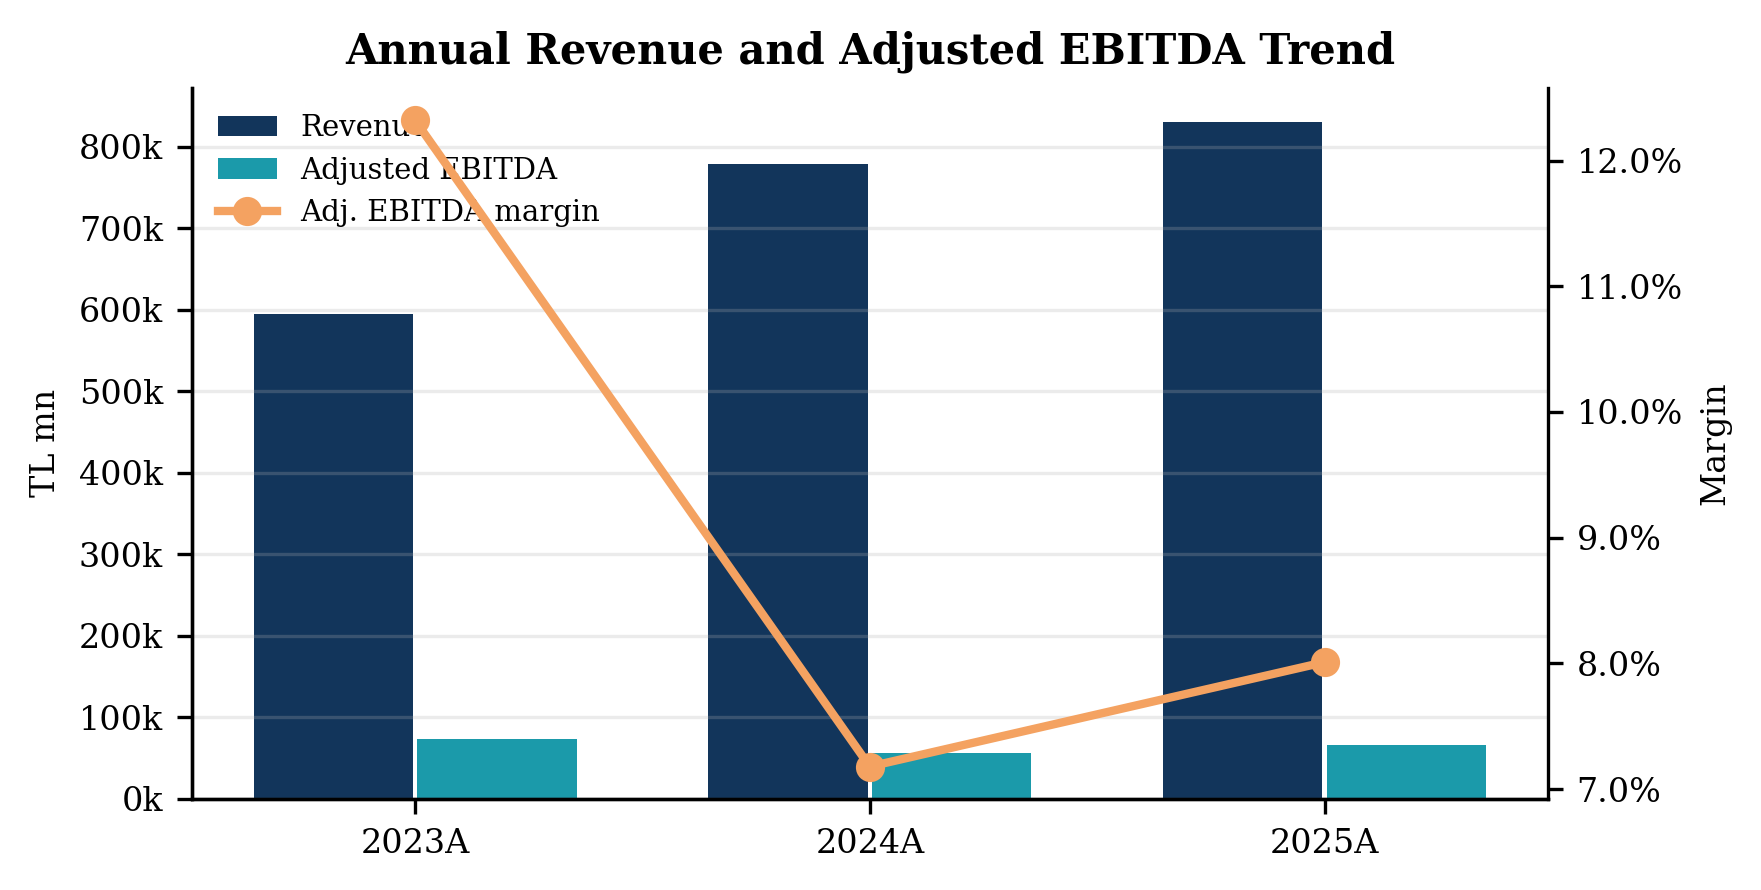 Annual Revenue and Adjusted EBITDA Trend
Revenue
Adjusted EBITDA
Adj. EBITDA margin
TL mn
800k
700k
600k
500k
400k
300k
200k
100k
0k
2023A
2024A
2025A
12.0%
11.0%
10.0%
9.0%
8.0%
7.0%
Margin